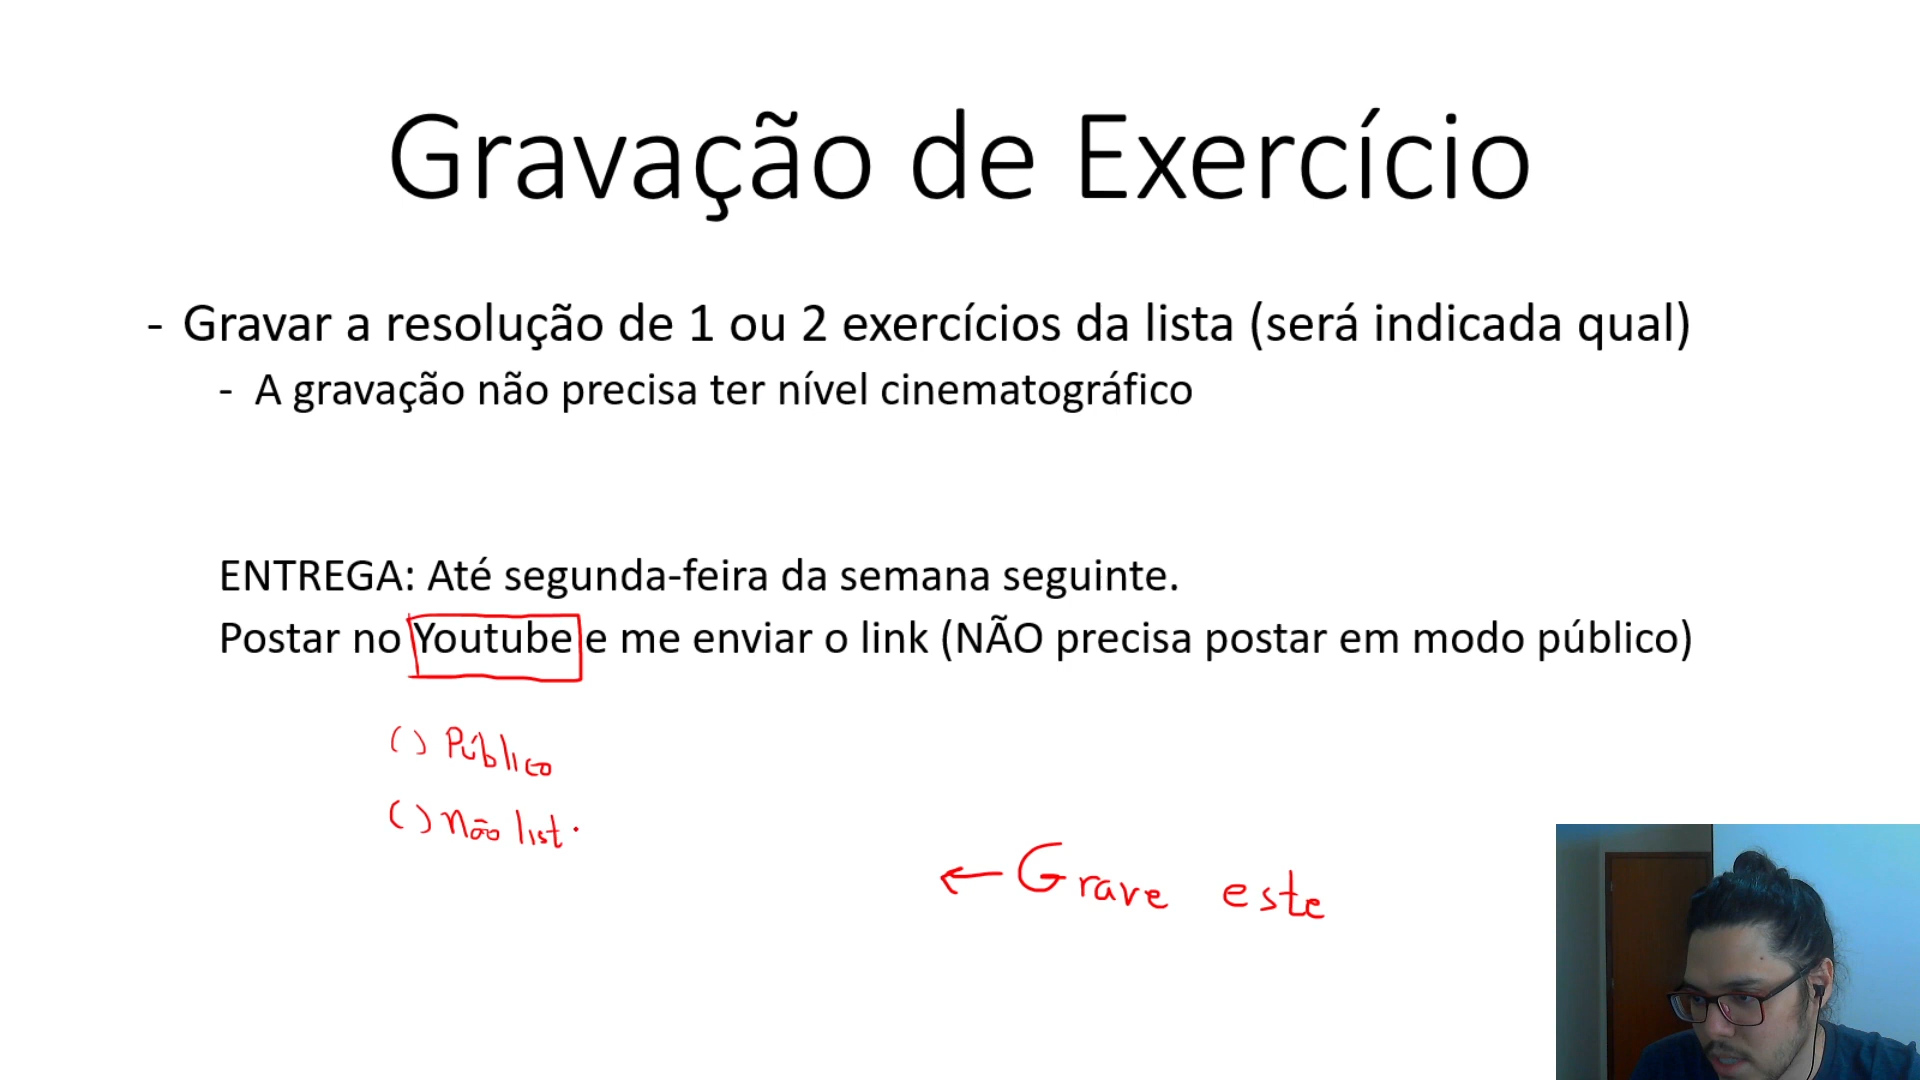 Gravação de Exercício
- Gravar a resolução de 1 ou 2 exercícios da lista (será indicada qual)
- A gravação não precisa ter nível cinematográfico
ENTREGA: Até segunda-feira da semana seguinte.
Postar no Youtube e me enviar o link (NÃO precisa postar em modo público)
( ) Público
( ) Não list.
← Grave este